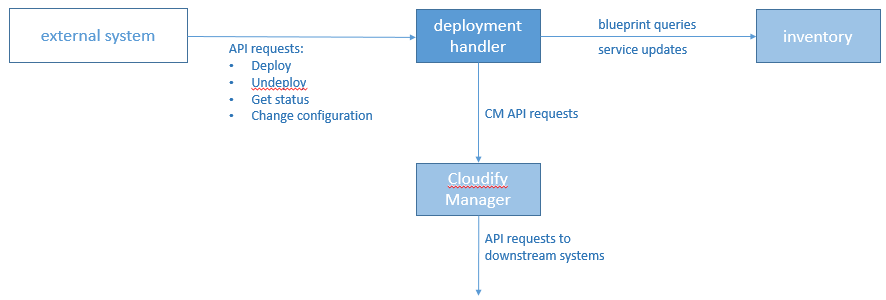 external system
API requests:
• Deploy
• Undeploy
• Get status
• Change configuration
deployment
handler
blueprint queries
service updates
inventory
CM API requests
Cloudify
Manager
API requests to
downstream systems